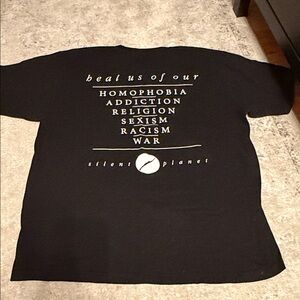 heal us of our
HOMOPHOBIA
ADDICTION
RELIGION
SEXISM
RACISM
WAR
silent planet